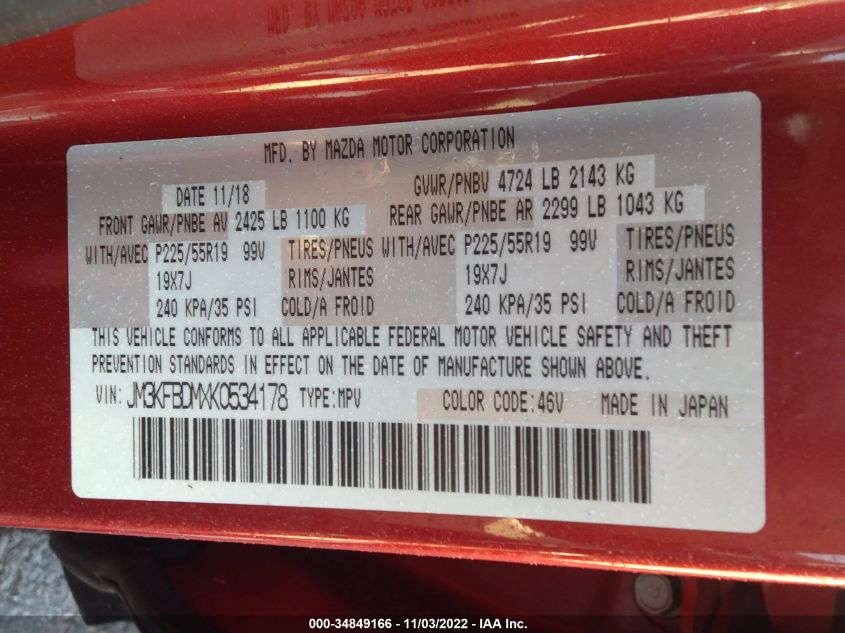 MFD. BY MAZDA MOTOR CORPORATION
DATE 11/18 GVWR/PNBV 4724 LB 2143 KG
FRONT GAWR/PNBE AV 2425 LB 1100 KG REAR GAWR/PNBE AR 2299 LB 1043 KG
WITH/AVEC P225/55R19 99V TIRES/PNEUS WITH/AVEC P225/55R19 99V TIRES/PNEUS
19X7J RIMS/JANTES 19X7J RIMS/JANTES
240 KPA/35 PSI COLD/A FROID 240 KPA/35 PSI COLD/A FROID
THIS VEHICLE CONFORMS TO ALL APPLICABLE FEDERAL MOTOR VEHICLE SAFETY AND THEFT
PREVENTION STANDARDS IN EFFECT ON THE DATE OF MANUFACTURE SHOWN ABOVE.
VIN: JM3KFBDMXK0534178 TYPE:MPV COLOR CODE:46V MADE IN JAPAN
000-34849166 - 11/03/2022 - IAA Inc.